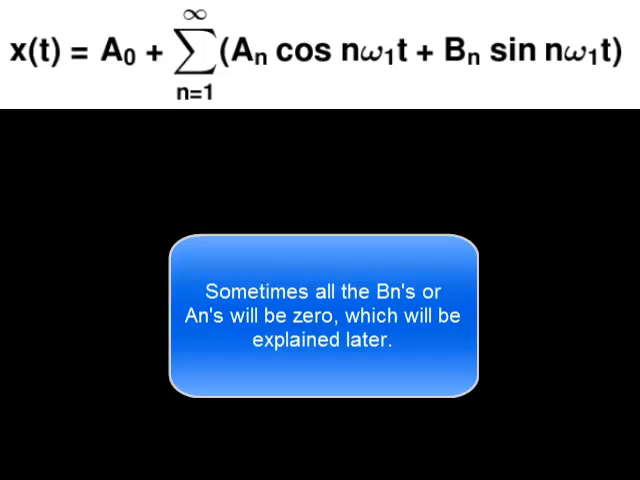 ∞
x(t) = A₀ + ∑(Aₙ cos nω₁t + Bₙ sin nω₁t)
n=1
Sometimes all the Bn's or
An's will be zero, which will be
explained later.